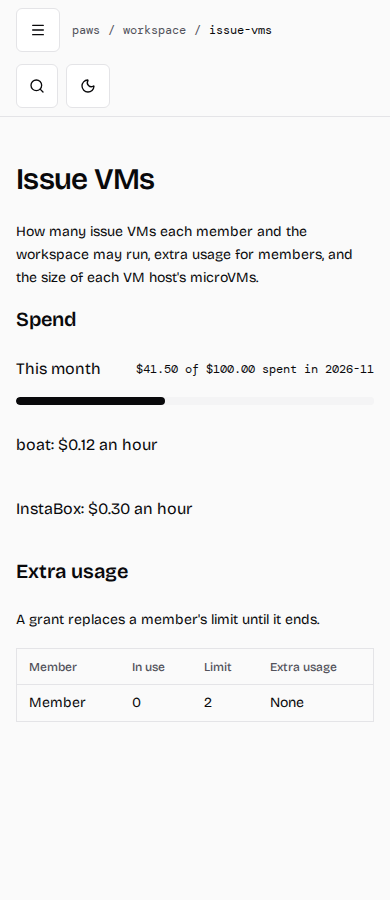 paws / workspace / issue-vms
Issue VMs
How many issue VMs each member and the
workspace may run, extra usage for members, and
the size of each VM host's microVMs.
Spend
This month $41.50 of $100.00 spent in 2026-11
boat: $0.12 an hour
InstaBox: $0.30 an hour
Extra usage
A grant replaces a member's limit until it ends.
Member In use Limit Extra usage
Member 0 2 None